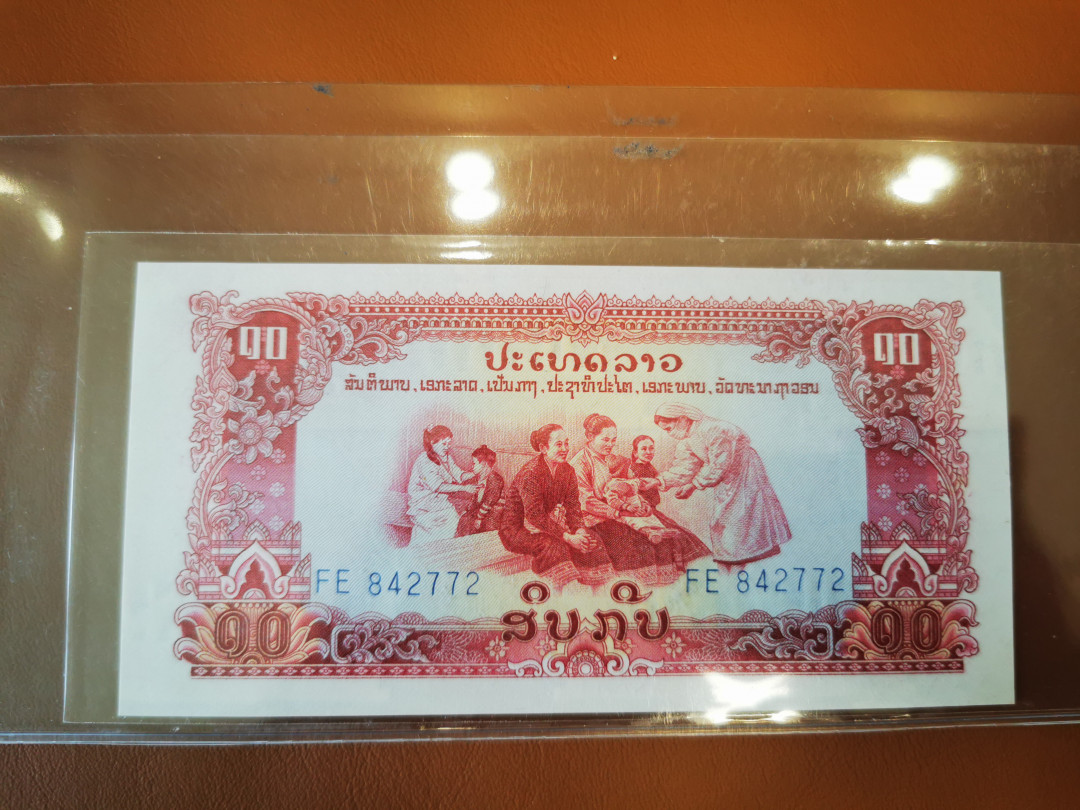 ໑໐ ໑໐
ປະເທດລາວ
ສັນຕິພາບ, ເອກະລາດ, ເປັນກາງ, ປະຊາທິປະໄຕ, ເອກະພາບ, ວັດທະນາຖາວອນ
FE 842772 FE 842772
ສິບກີບ
໑໐ ໑໐